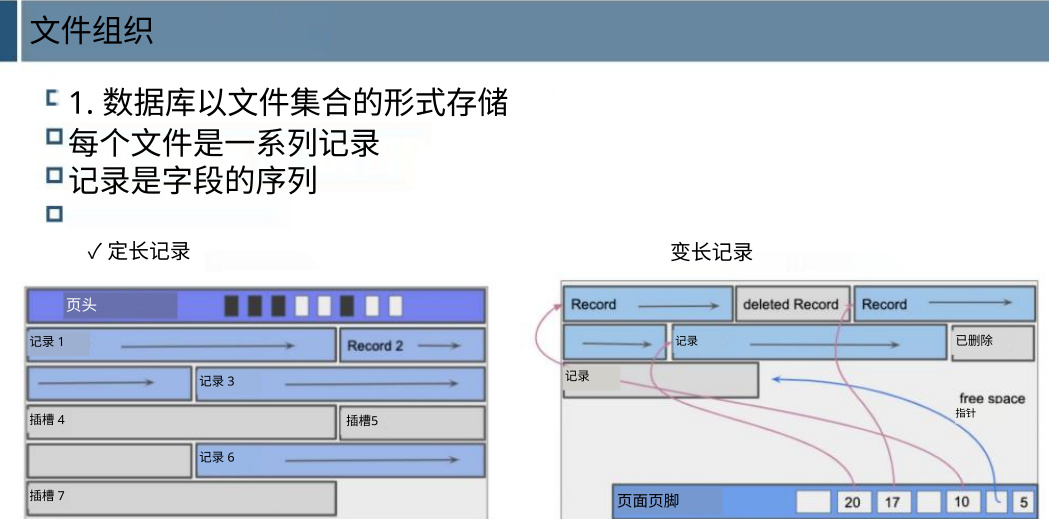 文件组织
1. 数据库以文件集合的形式存储
每个文件是一系列记录
记录是字段的序列
✓ 定长记录
变长记录
页头
记录 1
Record 2
记录 3
插槽 4
插槽5
记录 6
插槽 7
Record
deleted Record
Record
记录
已删除
记录
free space
指针
页面页脚
20
17
10
5